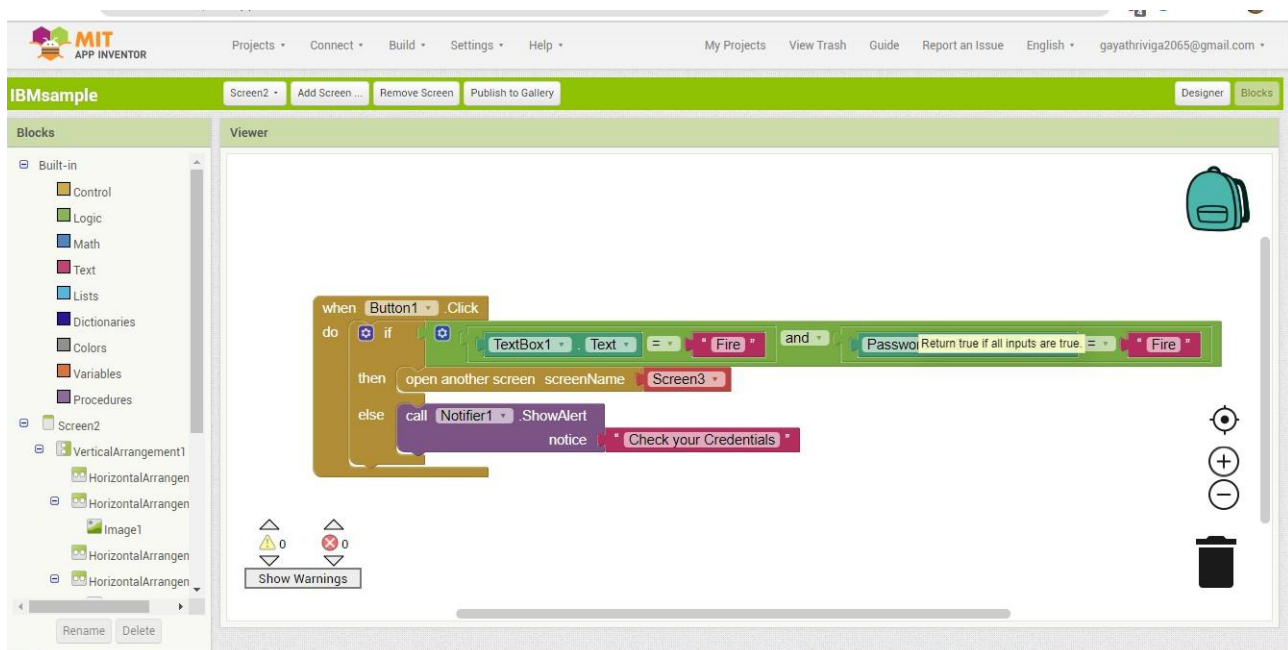 MIT
APP INVENTOR
Projects Connect Build Settings Help My Projects View Trash Guide Report an Issue English gayathriviga2065@gmail.com
IBMsample Screen2 Add Screen ... Remove Screen Publish to Gallery Designer Blocks
Blocks Viewer
Built-in
Control
Logic
Math
Text
Lists
Dictionaries
Colors
Variables
Procedures
Screen2
VerticalArrangement1
HorizontalArrangen
HorizontalArrangen
Image1
HorizontalArrangen
HorizontalArrangen
Rename Delete
when Button1 .Click
do if TextBox1 . Text = " Fire " and Passwo Return true if all inputs are true. = " Fire "
then open another screen screenName Screen3
else call Notifier1 .ShowAlert
notice " Check your Credentials "
0 0
Show Warnings